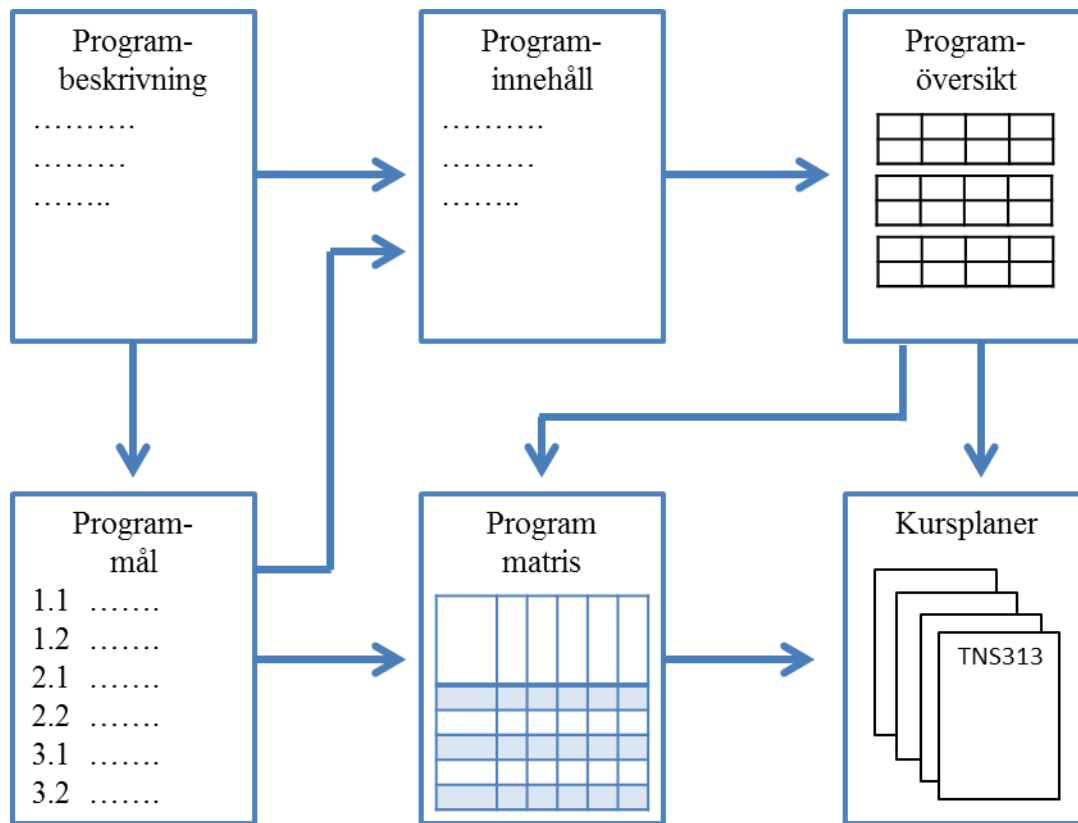 Program-
beskrivning
……….
………
……..
Program-
innehåll
……….
………
……..
Program-
översikt
Program-
mål
1.1 …….
1.2 …….
2.1 …….
2.2 …….
3.1 …….
3.2 …….
Program
matris
Kursplaner
TNS313